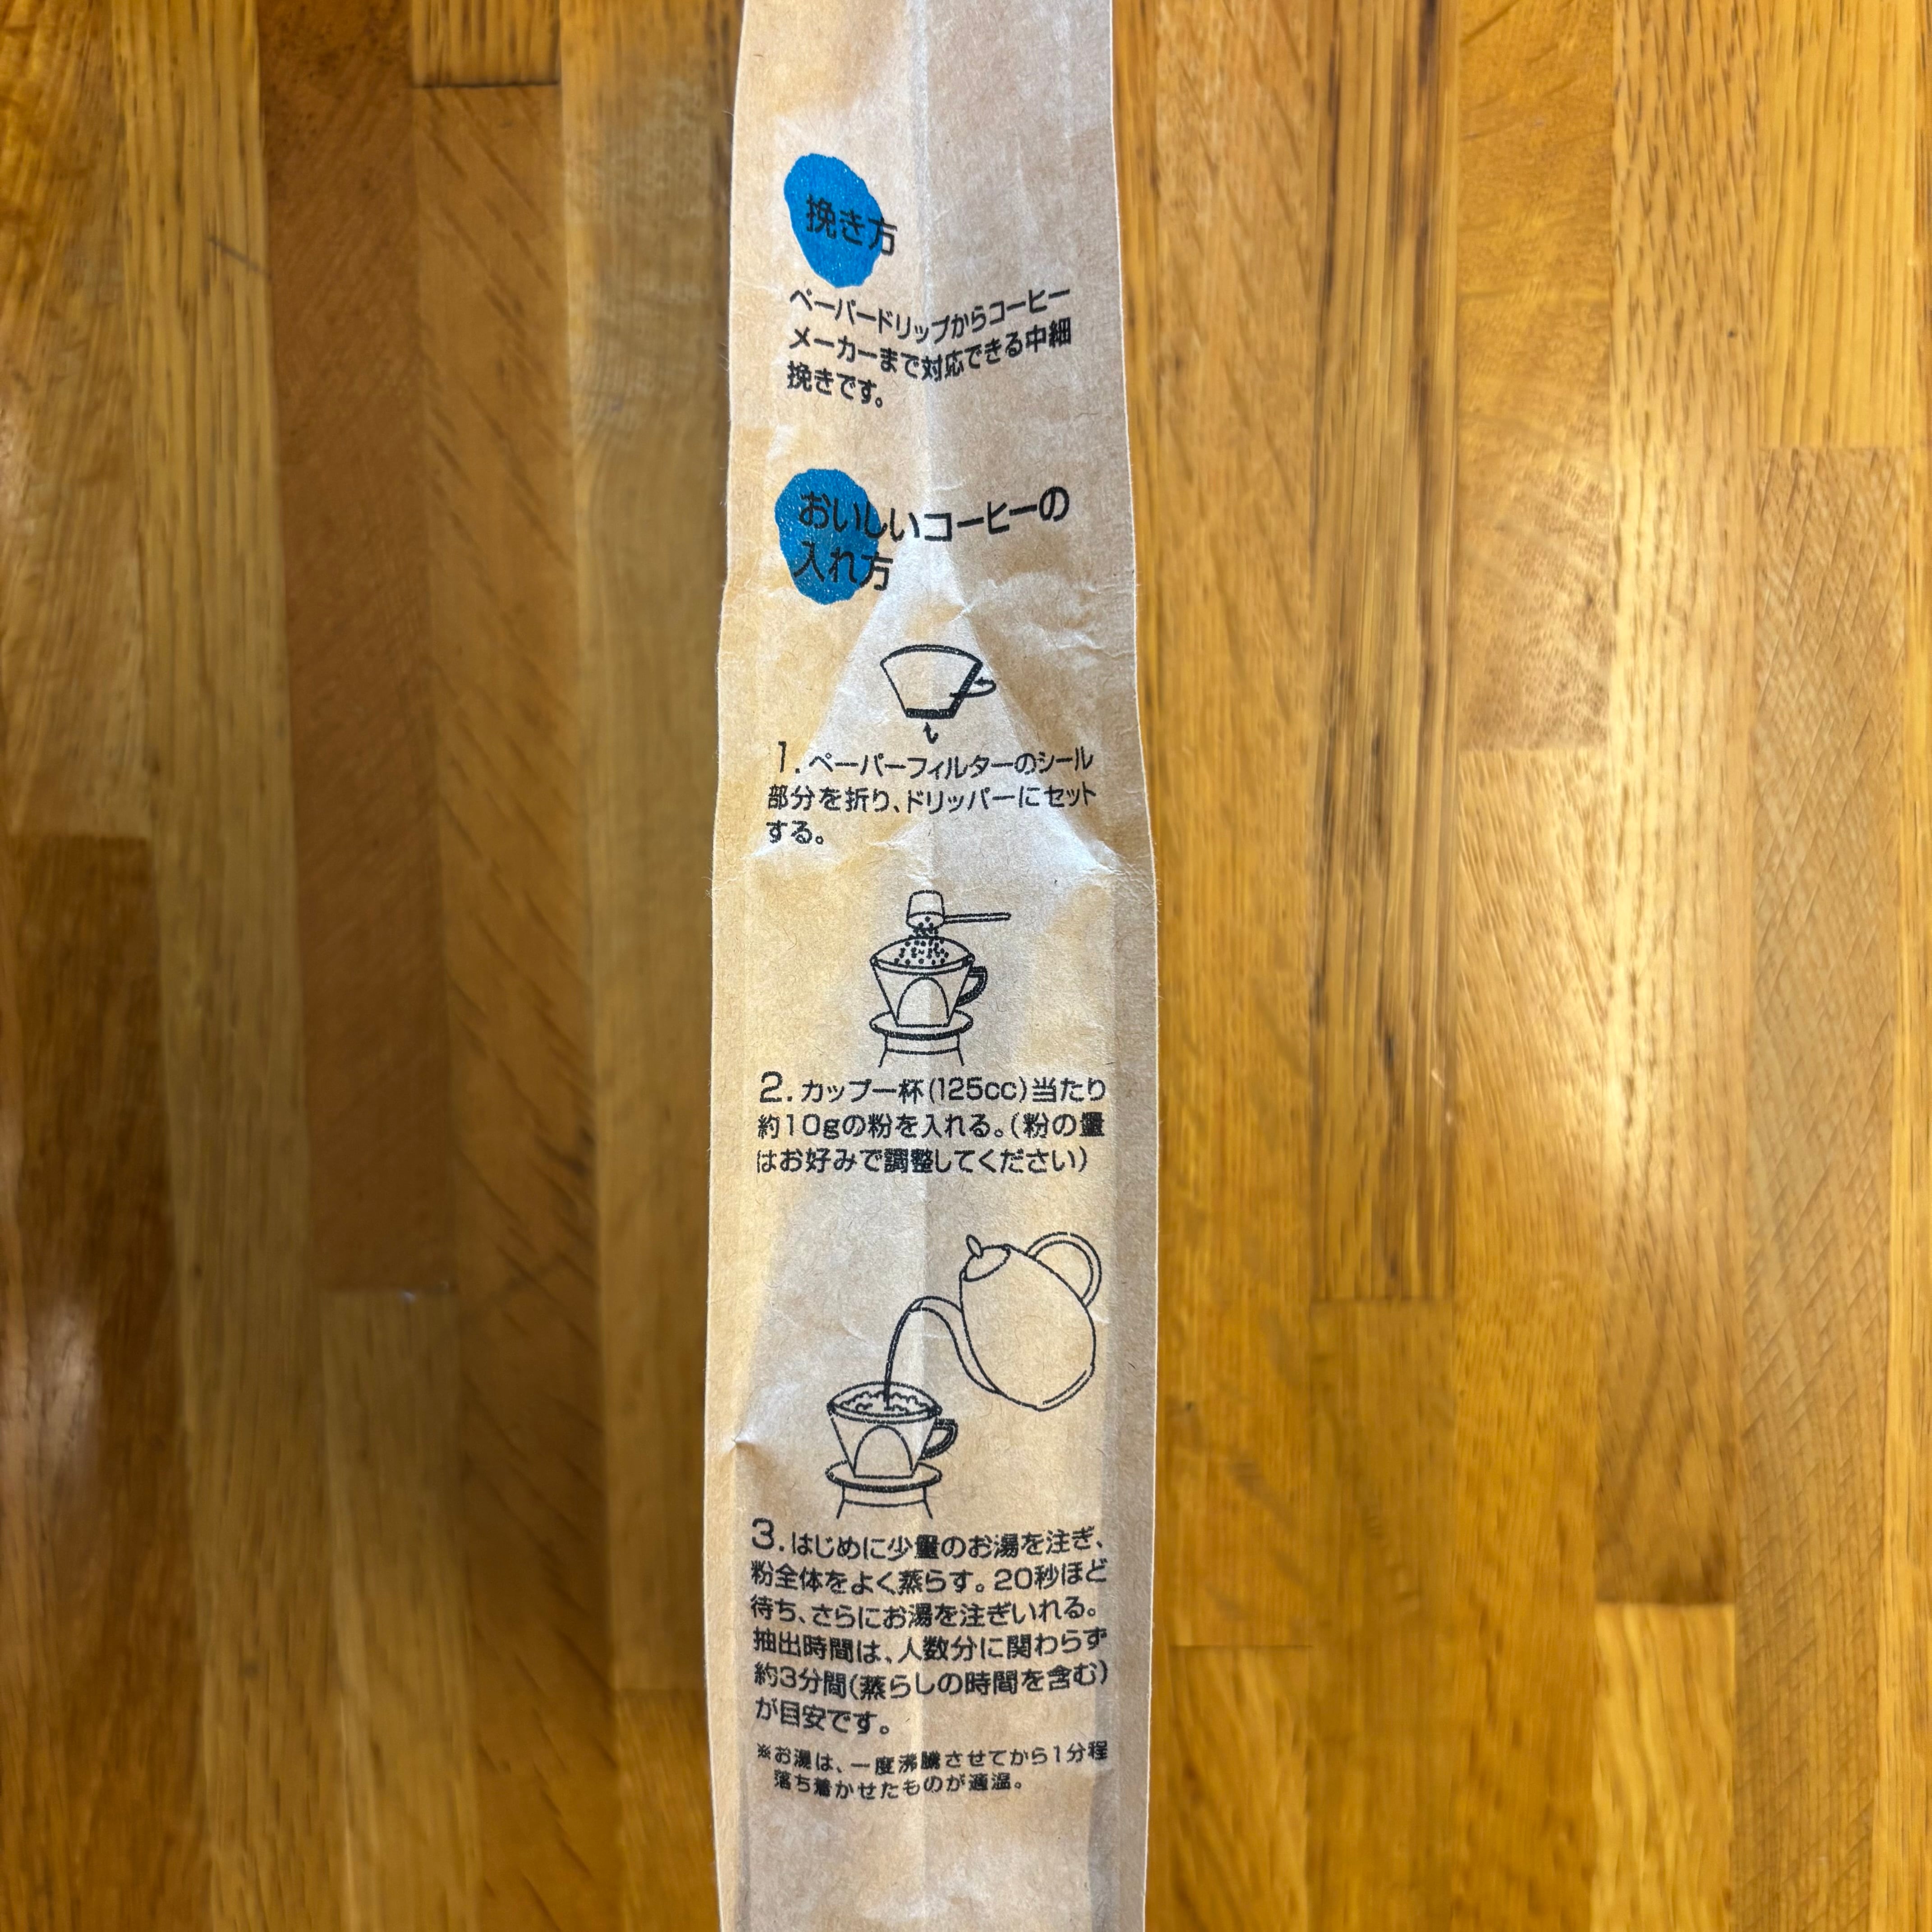 挽き方
ペーパードリップからコーヒー
メーカーまで対応できる中細
挽きです。
おいしいコーヒーの
入れ方
1.ペーパーフィルターのシール
部分を折り、ドリッパーにセット
する。
2.カップ一杯(125cc)当たり
約10gの粉を入れる。(粉の量
はお好みで調整してください)
3.はじめに少量のお湯を注ぎ、
粉全体をよく蒸らす。20秒ほど
待ち、さらにお湯を注ぎいれる。
抽出時間は、人数分に関わらず
約3分間(蒸らしの時間を含む)
が目安です。
※お湯は、一度沸騰させてから1分程
落ち着かせたものが適温。